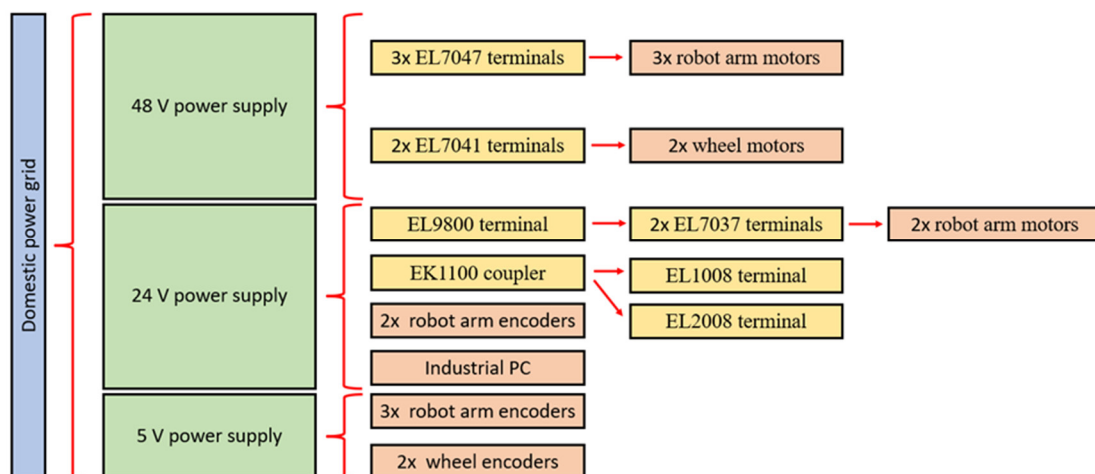 Domestic power grid
48 V power supply
3x EL7047 terminals
3x robot arm motors
2x EL7041 terminals
2x wheel motors
24 V power supply
EL9800 terminal
2x EL7037 terminals
2x robot arm motors
EK1100 coupler
EL1008 terminal
EL2008 terminal
2x robot arm encoders
Industrial PC
5 V power supply
3x robot arm encoders
2x wheel encoders